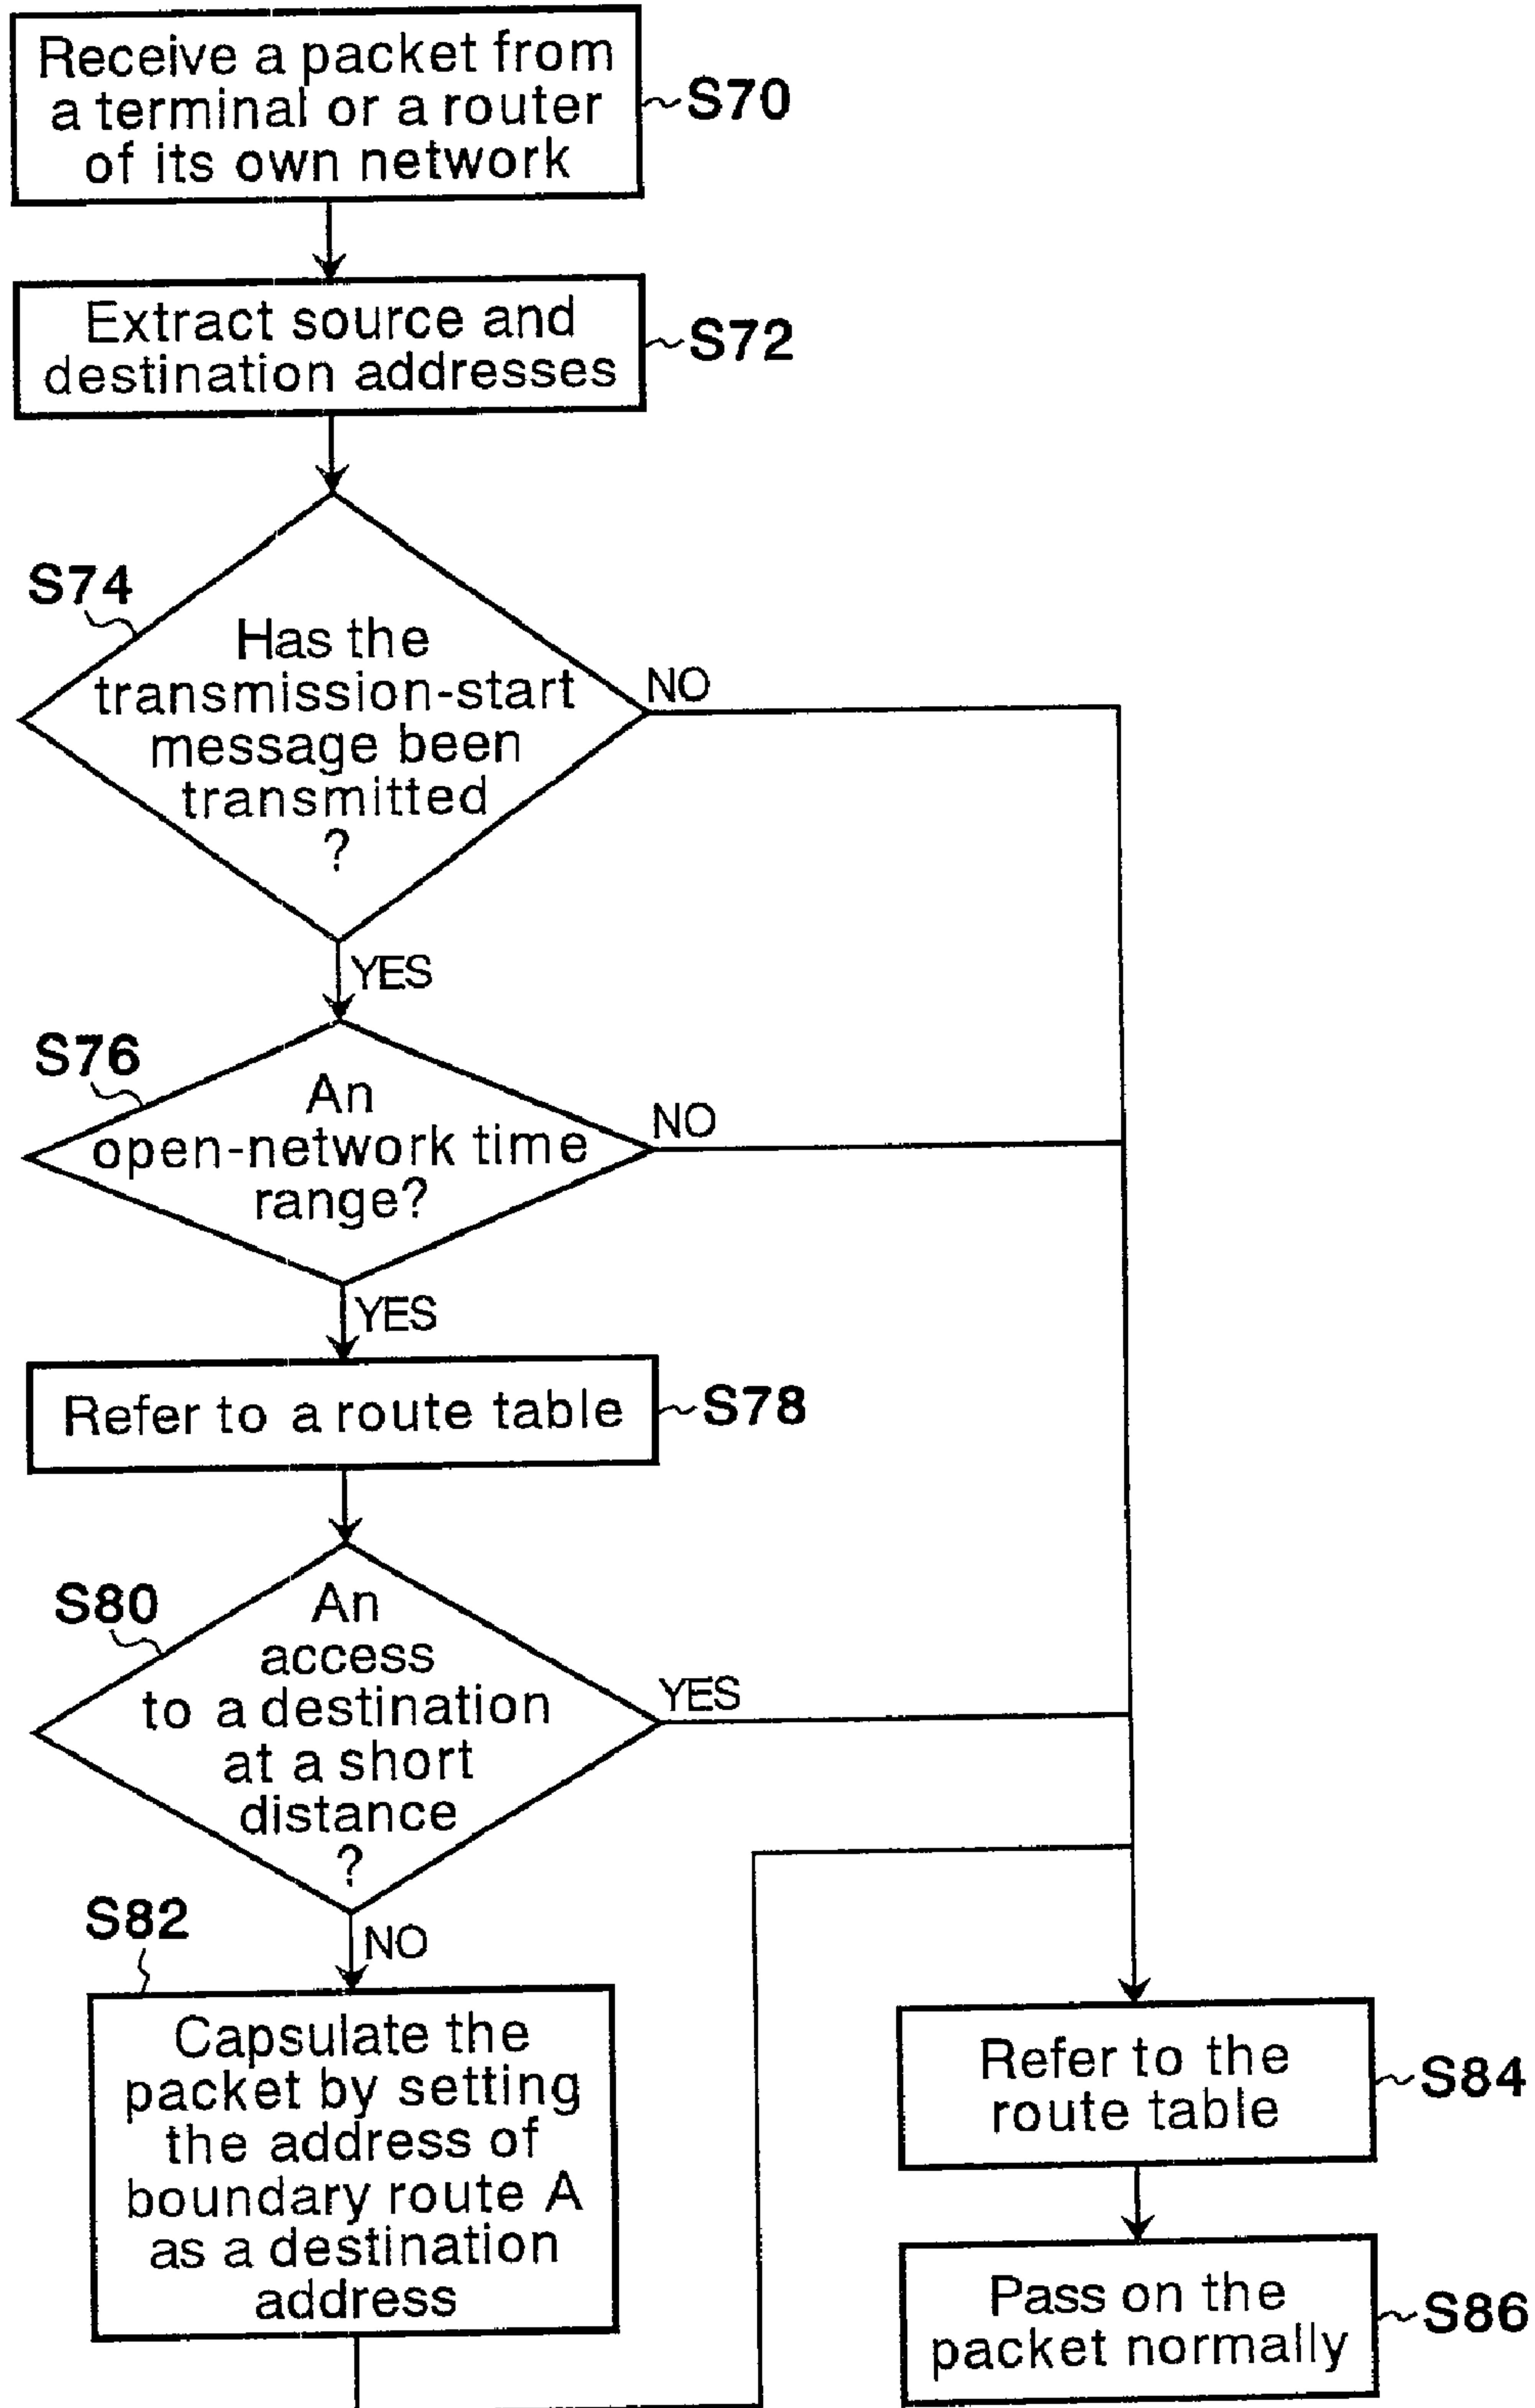 Receive a packet from
a terminal or a router
of its own network
S70
Extract source and
destination addresses
S72
S74
Has the
transmission-start
message been
transmitted
?
NO
YES
S76
An
open-network time
range?
NO
YES
Refer to a route table
S78
S80
An
access
to a destination
at a short
distance
?
YES
NO
S82
Capsulate the
packet by setting
the address of
boundary route A
as a destination
address
Refer to the
route table
S84
Pass on the
packet normally
S86